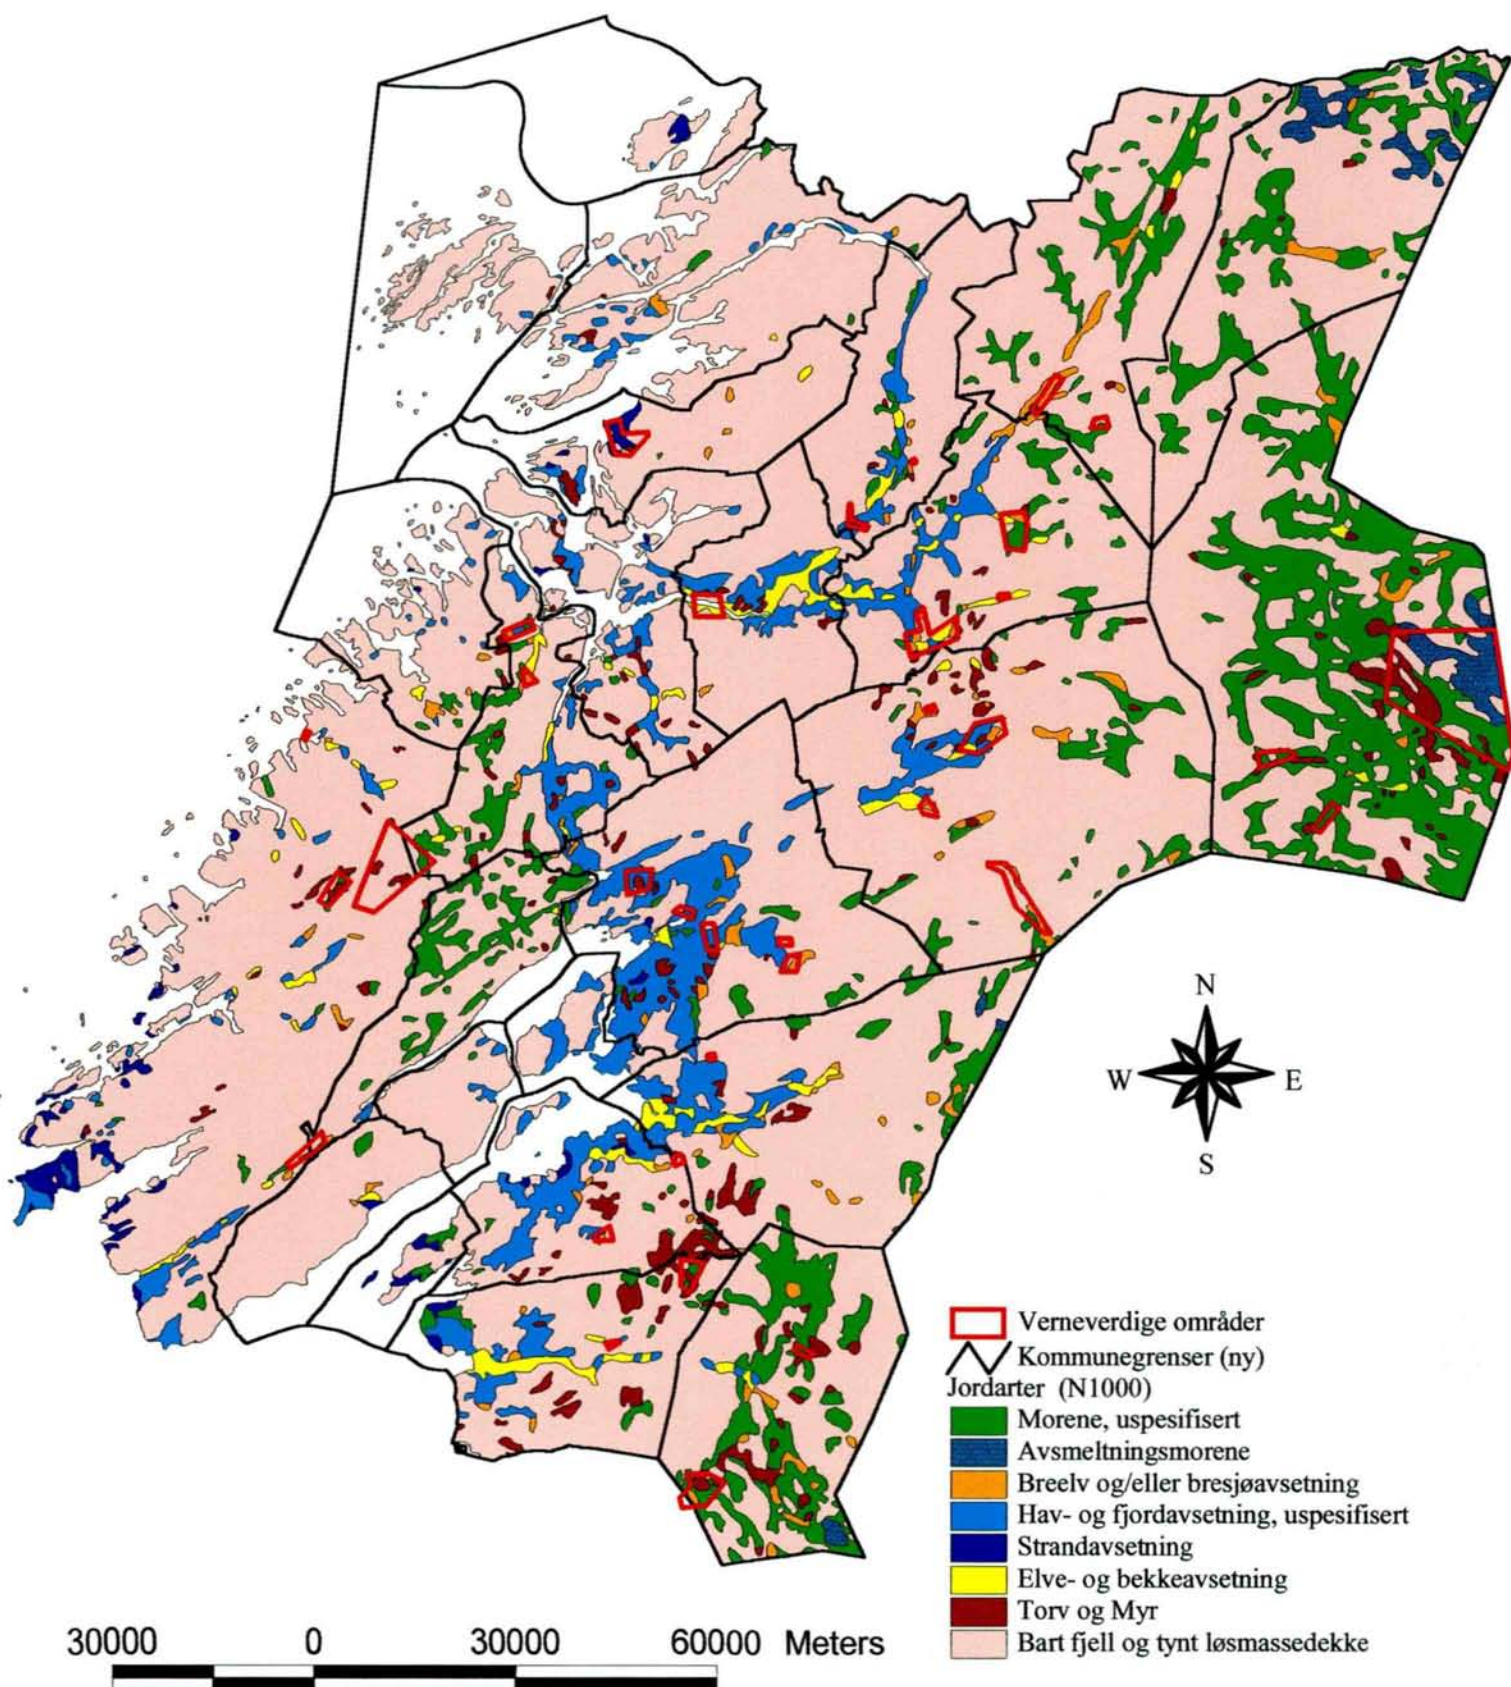 N
W E
S
Verneverdige områder
Kommunegrenser (ny)
Jordarter (N1000)
Morene, uspesifisert
Avsmeltningsmorene
Breelv og/eller bresjøavsetning
Hav- og fjordavsetning, uspesifisert
Strandavsetning
Elve- og bekkeavsetning
Torv og Myr
Bart fjell og tynt løsmassedekke
30000 0 30000 60000 Meters